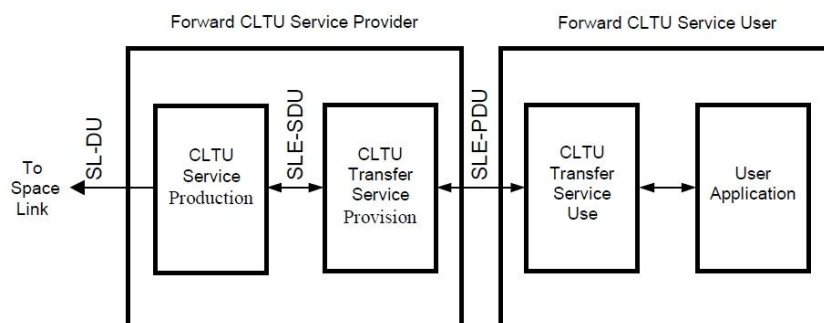 Forward CLTU Service Provider
Forward CLTU Service User
To
Space
Link
SL-DU
CLTU
Service
Production
SLE-SDU
CLTU
Transfer
Service
Provision
SLE-PDU
CLTU
Transfer
Service
Use
User
Application